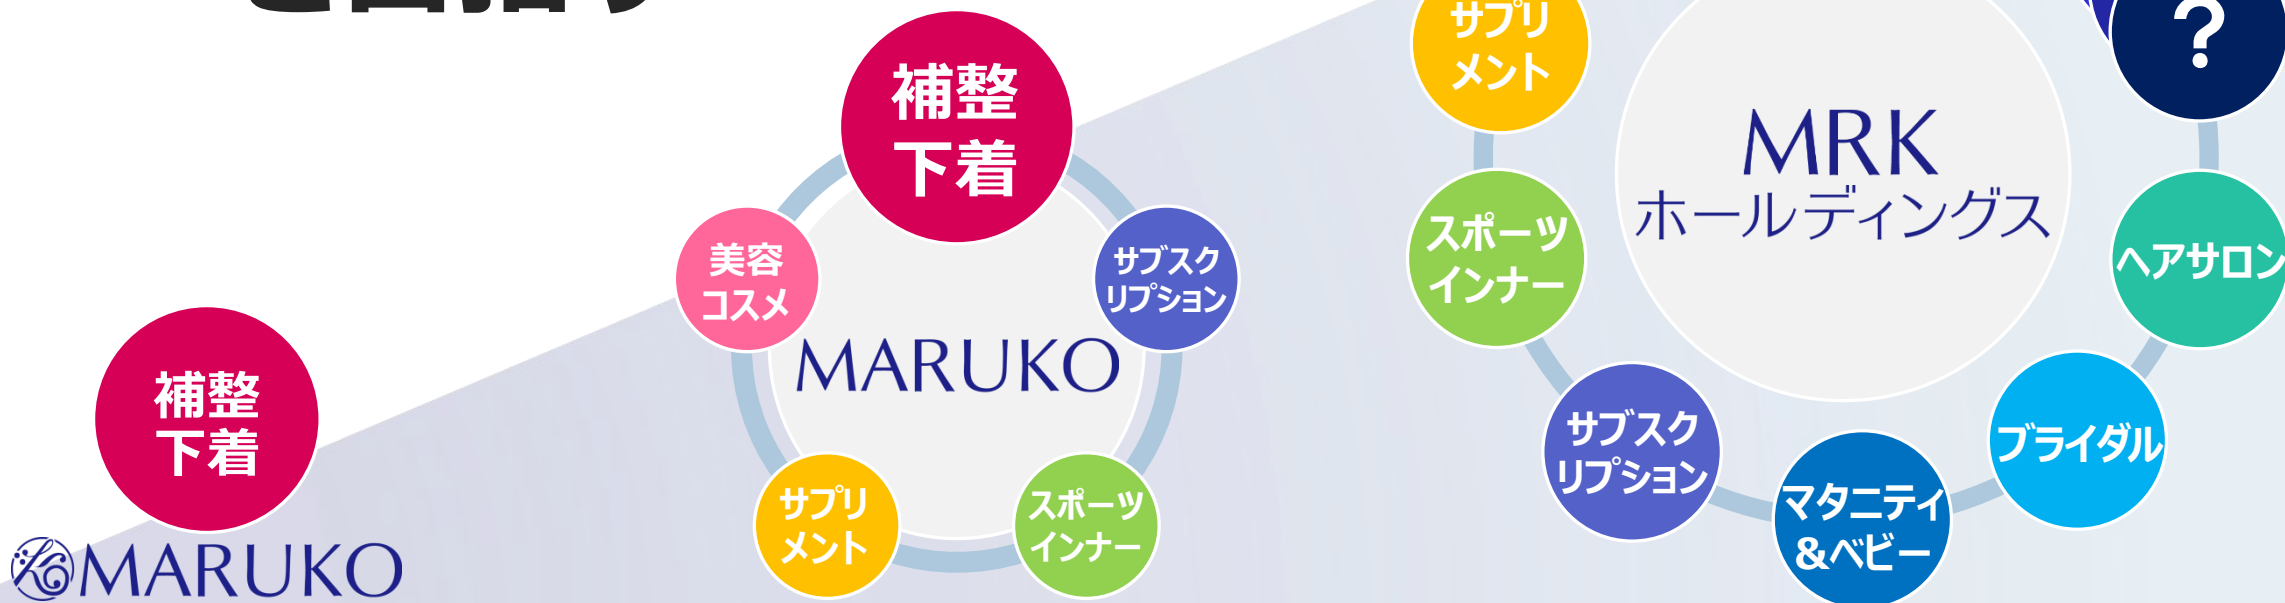 を目指す
補整
下着
MARUKO
補整
下着
美容
コスメ
サブスク
リプション
MARUKO
サプリ
メント
スポーツ
インナー
サプリ
メント
?
MRK
ホールディングス
スポーツ
インナー
ヘアサロン
サブスク
リプション
ブライダル
マタニティ
&ベビー